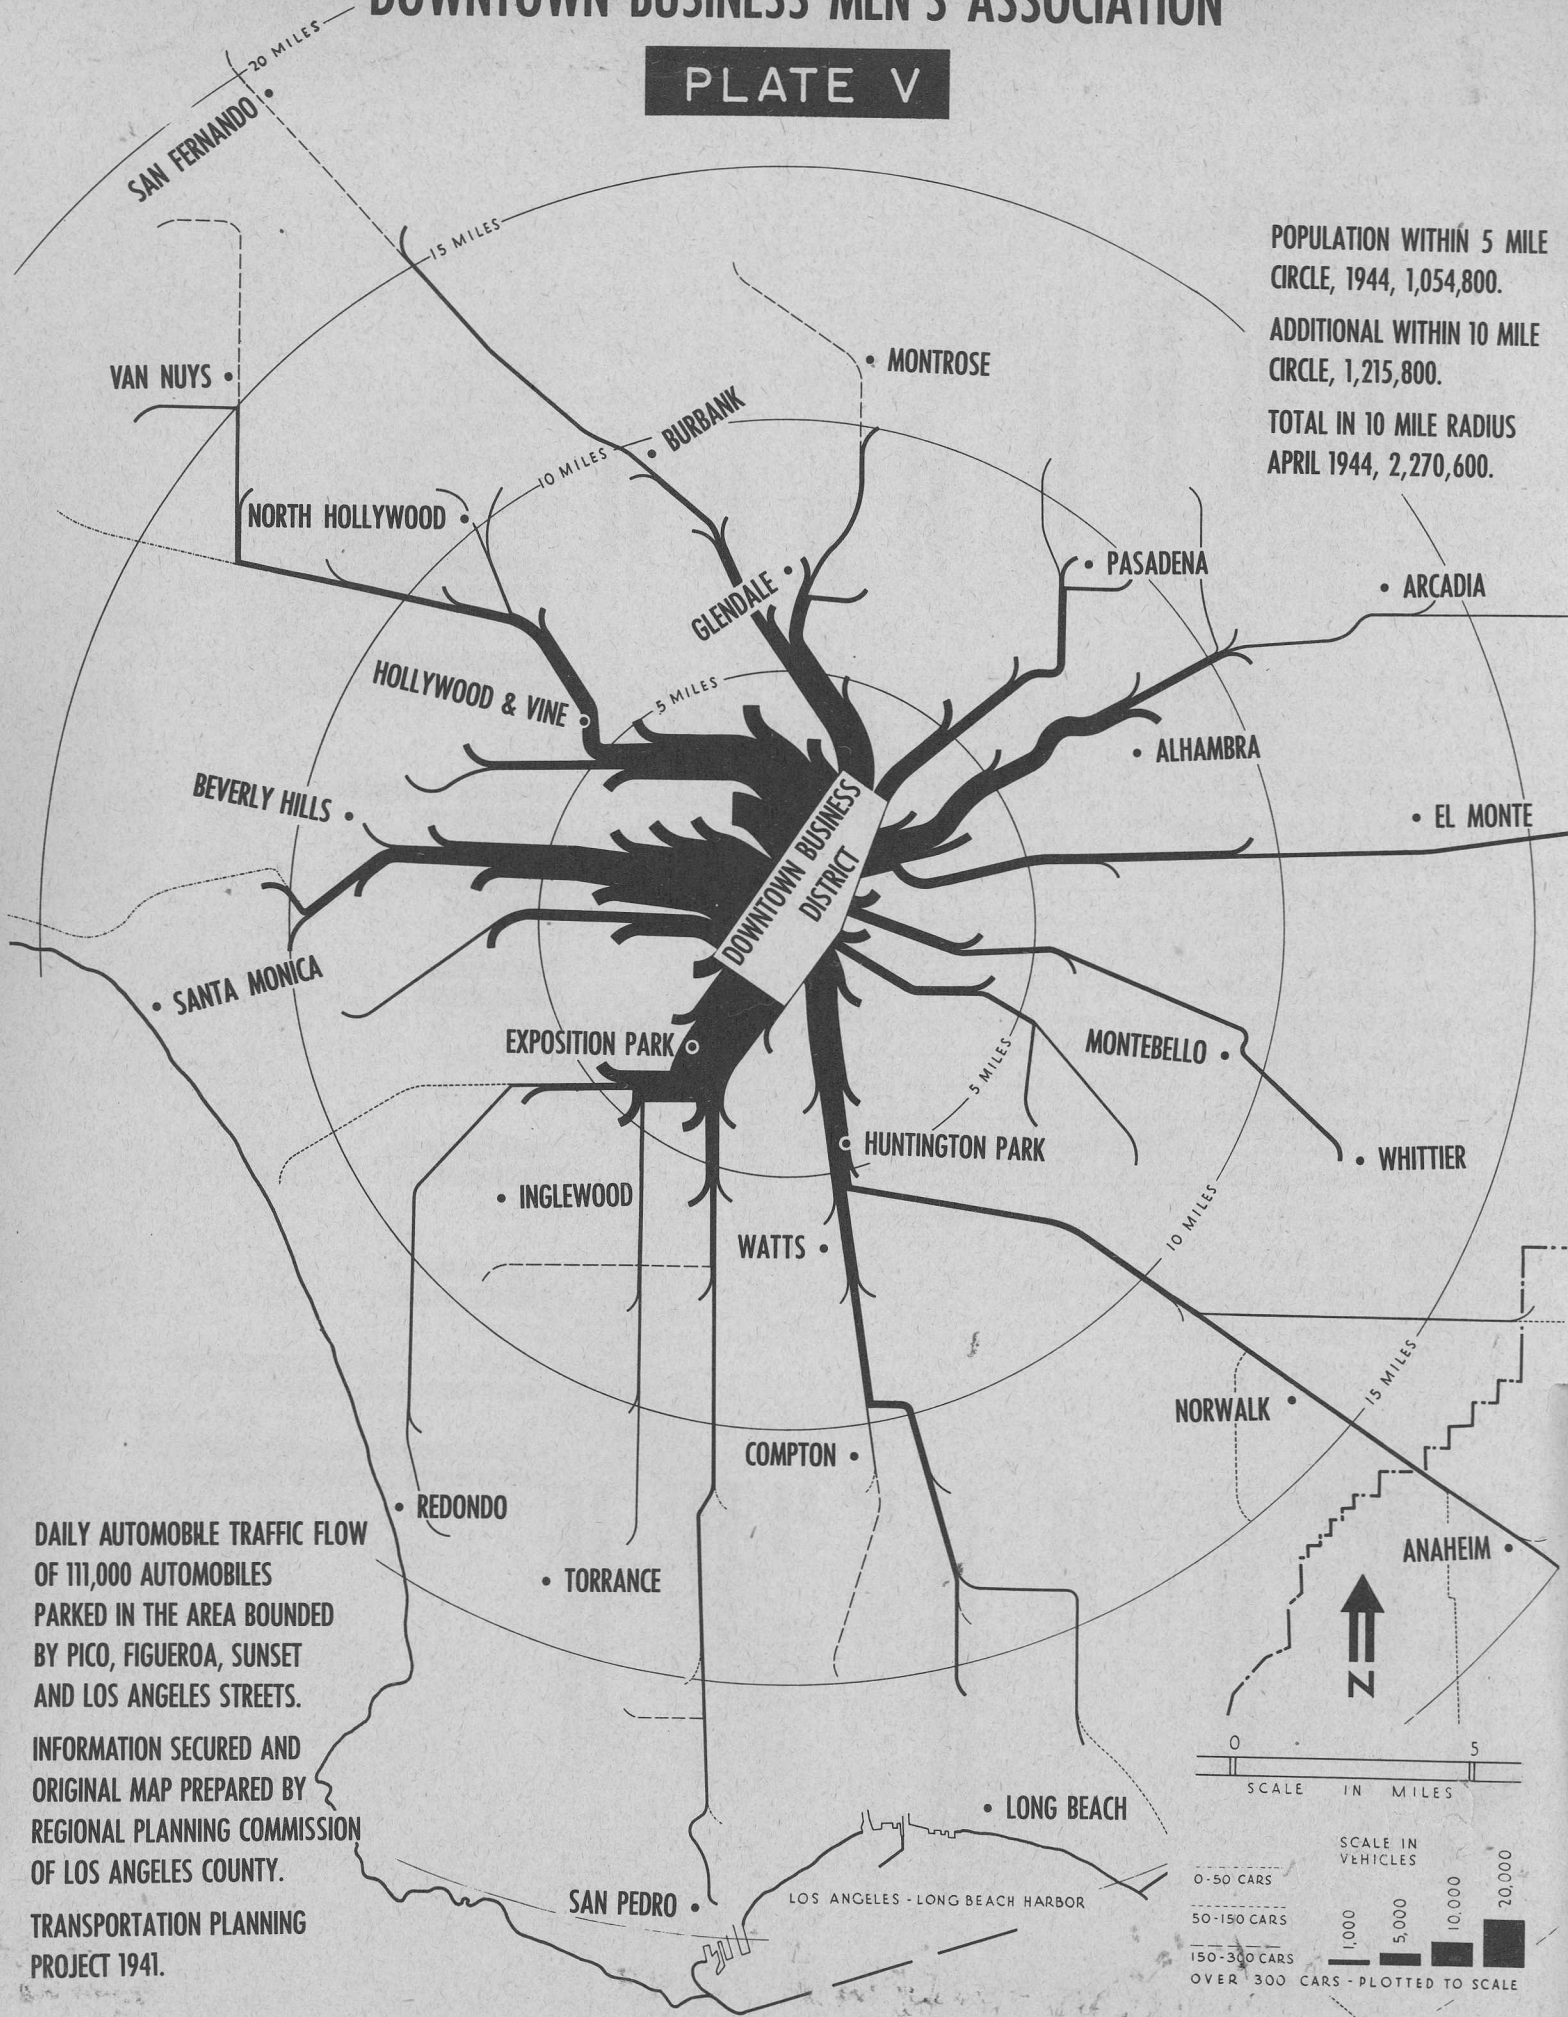 DOWNTOWN BUSINESS MEN'S ASSOCIATION
PLATE V
20 MILES
SAN FERNANDO
15 MILES
POPULATION WITHIN 5 MILE
CIRCLE, 1944, 1,054,800.
ADDITIONAL WITHIN 10 MILE
CIRCLE, 1,215,800.
TOTAL IN 10 MILE RADIUS
APRIL 1944, 2,270,600.
VAN NUYS
MONTROSE
BURBANK
10 MILES
NORTH HOLLYWOOD
GLENDALE
PASADENA
ARCADIA
HOLLYWOOD & VINE
5 MILES
ALHAMBRA
BEVERLY HILLS
EL MONTE
DOWNTOWN BUSINESS
DISTRICT
SANTA MONICA
EXPOSITION PARK
MONTEBELLO
5 MILES
HUNTINGTON PARK
WHITTIER
INGLEWOOD
WATTS
10 MILES
15 MILES
NORWALK
COMPTON
REDONDO
ANAHEIM
TORRANCE
DAILY AUTOMOBILE TRAFFIC FLOW
OF 111,000 AUTOMOBILES
PARKED IN THE AREA BOUNDED
BY PICO, FIGUEROA, SUNSET
AND LOS ANGELES STREETS.
INFORMATION SECURED AND
ORIGINAL MAP PREPARED BY
REGIONAL PLANNING COMMISSION
OF LOS ANGELES COUNTY.
TRANSPORTATION PLANNING
PROJECT 1941.
N
0 5
SCALE IN MILES
LONG BEACH
SAN PEDRO
LOS ANGELES - LONG BEACH HARBOR
SCALE IN
VEHICLES
0-50 CARS
50-150 CARS
150-300 CARS
1,000
5,000
10,000
20,000
OVER 300 CARS - PLOTTED TO SCALE